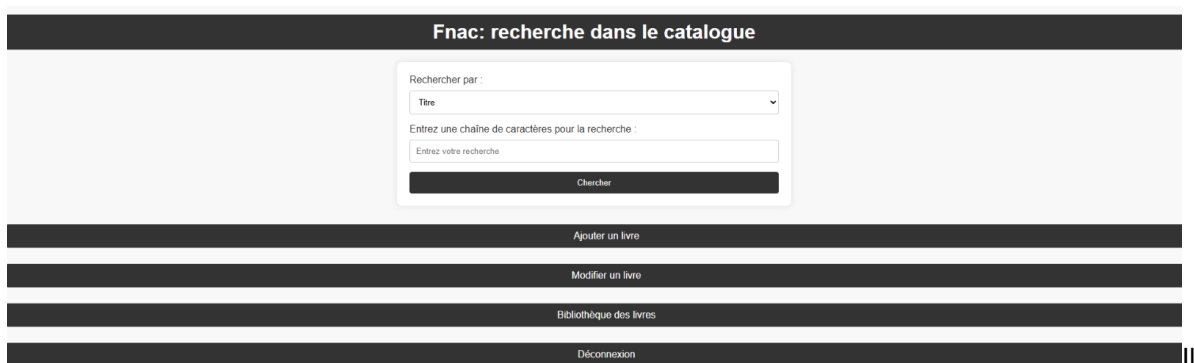 Fnac: recherche dans le catalogue
Rechercher par :
Titre
Entrez une chaîne de caractères pour la recherche :
Entrez votre recherche
Chercher
Ajouter un livre
Modifier un livre
Bibliothèque des livres
Déconnexion